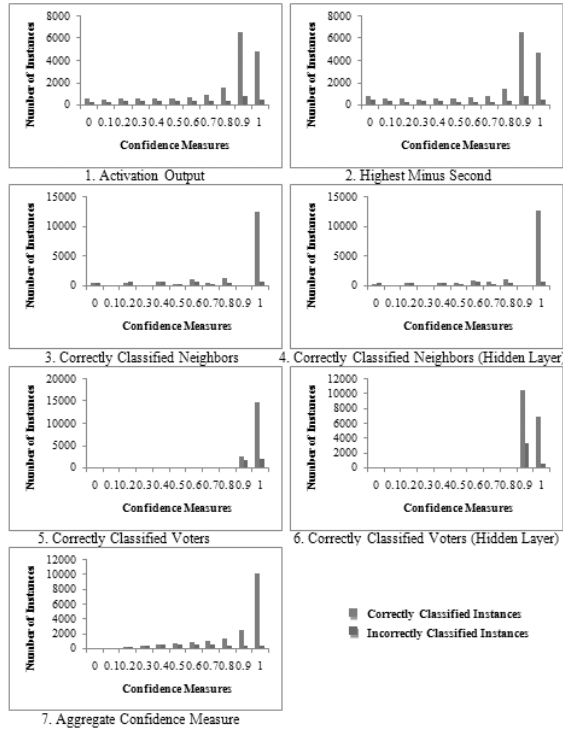 Number of Instances
8000
6000
4000
2000
0
0 0.10.20.30.40.50.60.70.80.9 1
Confidence Measures
1. Activation Output
Number of Instances
8000
6000
4000
2000
0
0 0.10.20.30.40.50.60.70.80.9 1
Confidence Measures
2. Highest Minus Second
Number of Instances
15000
10000
5000
0
0 0.10.20.30.40.50.60.70.80.9 1
Confidence Measures
3. Correctly Classified Neighbors
Number of Instances
15000
10000
5000
0
0 0.10.20.30.40.50.60.70.80.9 1
Confidence Measures
4. Correctly Classified Neighbors (Hidden Layer)
Number of Instances
20000
15000
10000
5000
0
0 0.10.20.30.40.50.60.70.80.9 1
Confidence Measures
5. Correctly Classified Voters
Number of Instances
12000
10000
8000
6000
4000
2000
0
0 0.10.20.30.40.50.60.70.80.9 1
Confidence Measures
6. Correctly Classified Voters (Hidden Layer)
Number of Instances
12000
10000
8000
6000
4000
2000
0
0 0.10.20.30.40.50.60.70.80.9 1
Confidence Measures
7. Aggregate Confidence Measure
Correctly Classified Instances
Incorrectly Classified Instances